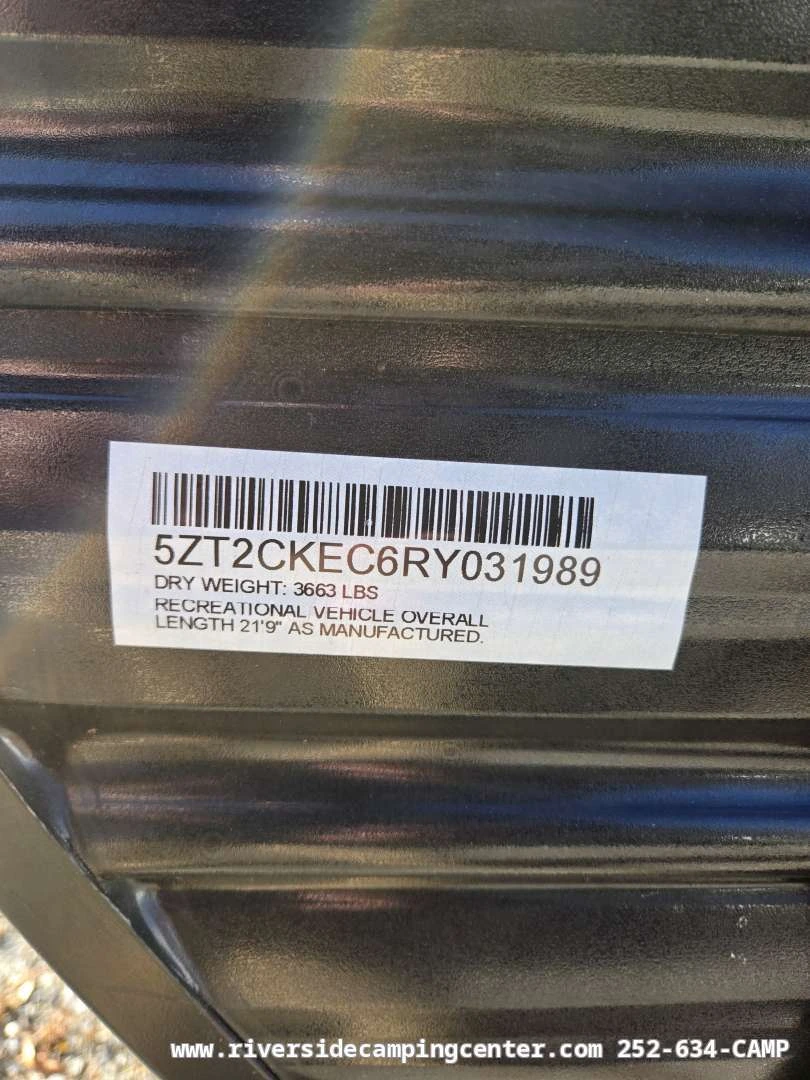 5ZT2CKEC6RY031989
DRY WEIGHT: 3663 LBS
RECREATIONAL VEHICLE OVERALL
LENGTH 21'9" AS MANUFACTURED.
www.riversidecampingcenter.com 252-634-CAMP